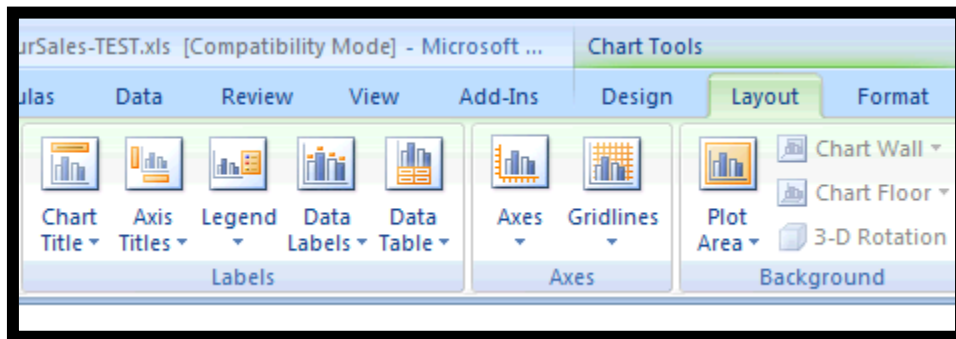 urSales-TEST.xls [Compatibility Mode] - Microsoft ... Chart Tools
ulas Data Review View Add-Ins Design Layout Format
Chart Title Axis Titles Legend Data Labels Data Table
Axes Gridlines
Plot Area
Chart Wall
Chart Floor
3-D Rotation
Labels Axes Background